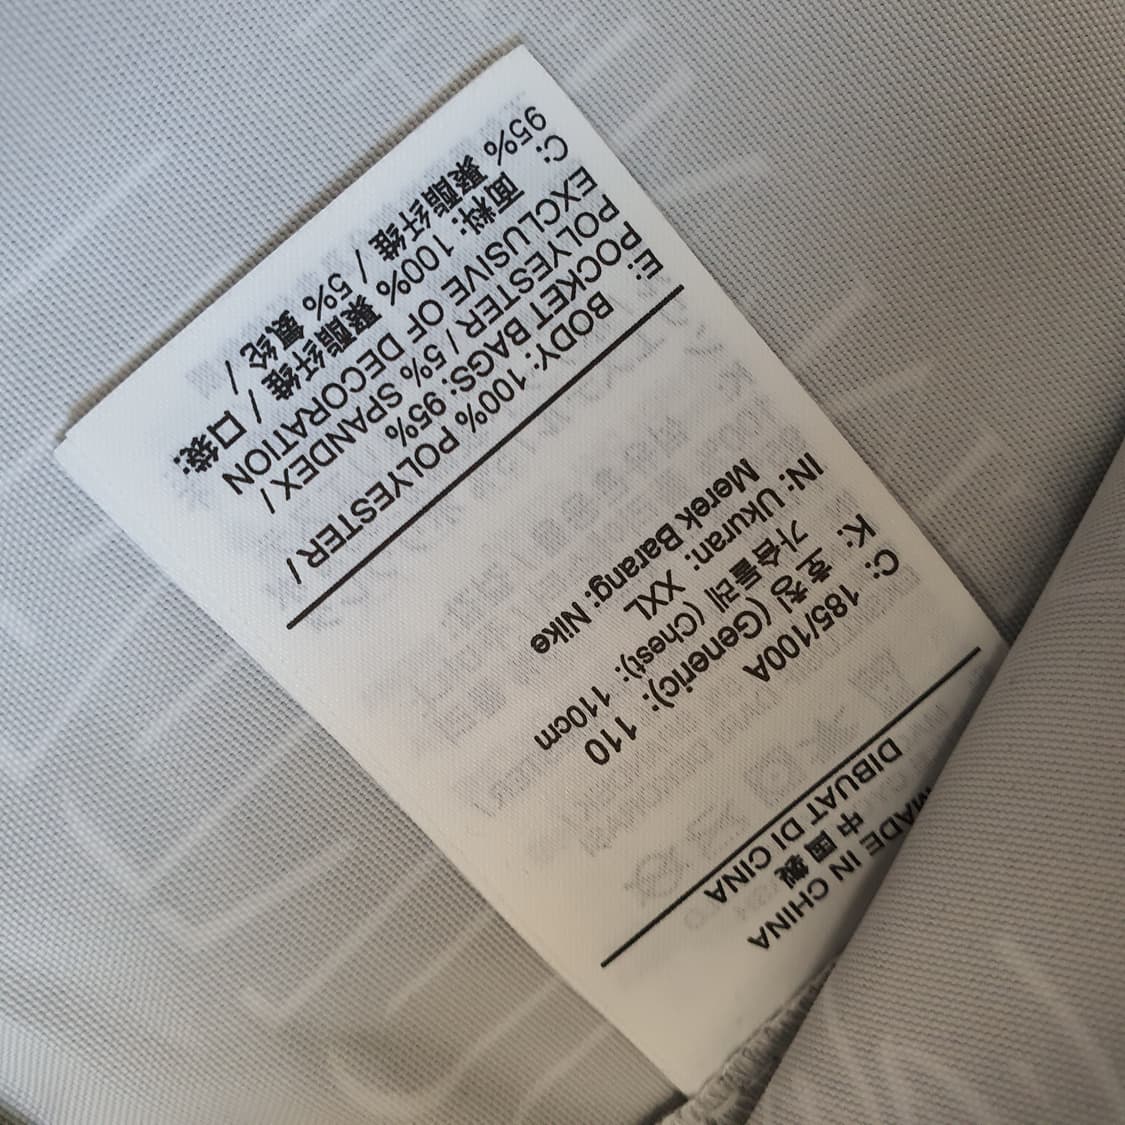 MADE IN CHINA
中國製
DIBUAT DI CINA
C: 185/100A
K: 호칭 (Generic): 110
가슴둘레 (Chest): 110cm
IN: Ukuran: XXL
Merek Barang: Nike
E: BODY: 100% POLYESTER /
POCKET BAGS: 95%
POLYESTER / 5% SPANDEX /
EXCLUSIVE OF DECORATION
C: 面料: 100% 聚酯纤维 / 口袋:
95% 聚酯纤维 / 5% 氨纶 /